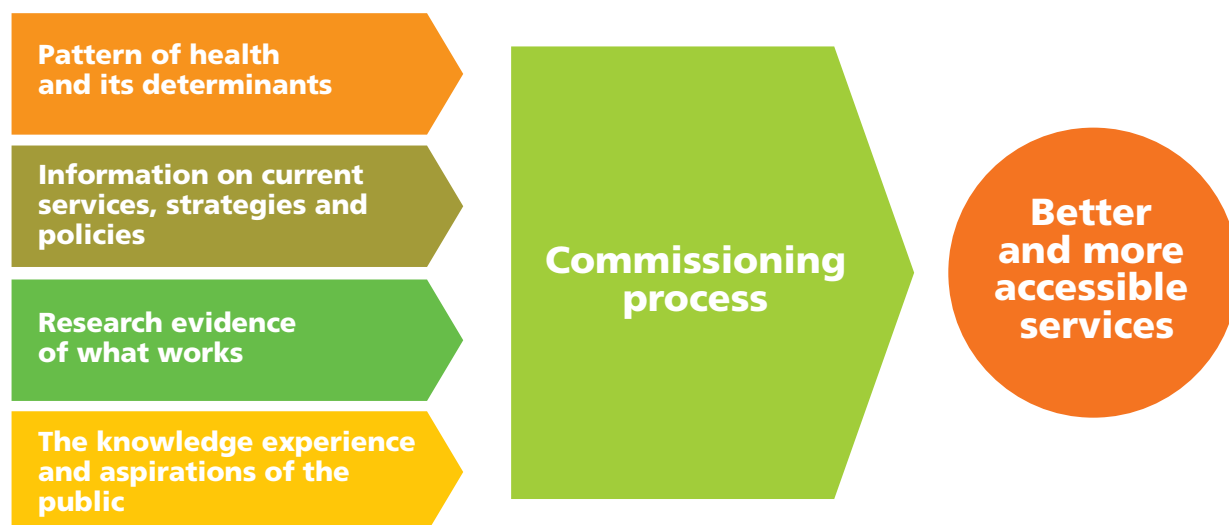 Pattern of health
and its determinants
Information on current
services, strategies and
policies
Research evidence
of what works
The knowledge experience
and aspirations of the
public
Commissioning
process
Better
and more
accessible
services